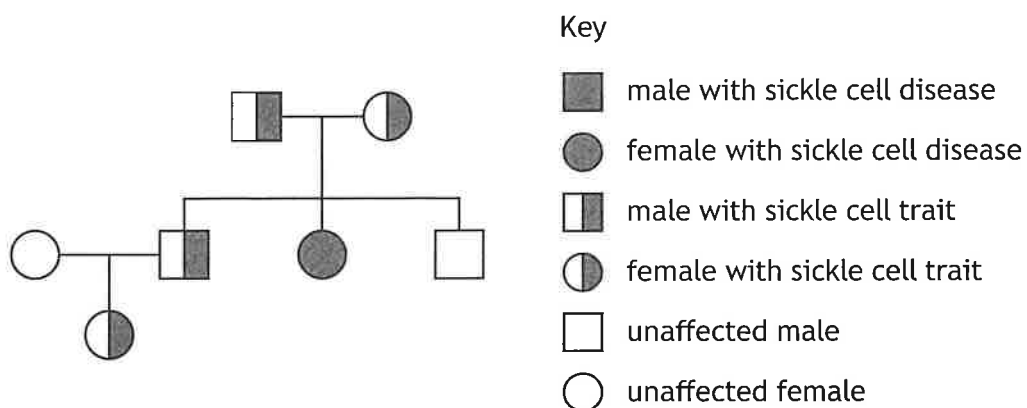 Key
male with sickle cell disease
female with sickle cell disease
male with sickle cell trait
female with sickle cell trait
unaffected male
unaffected female